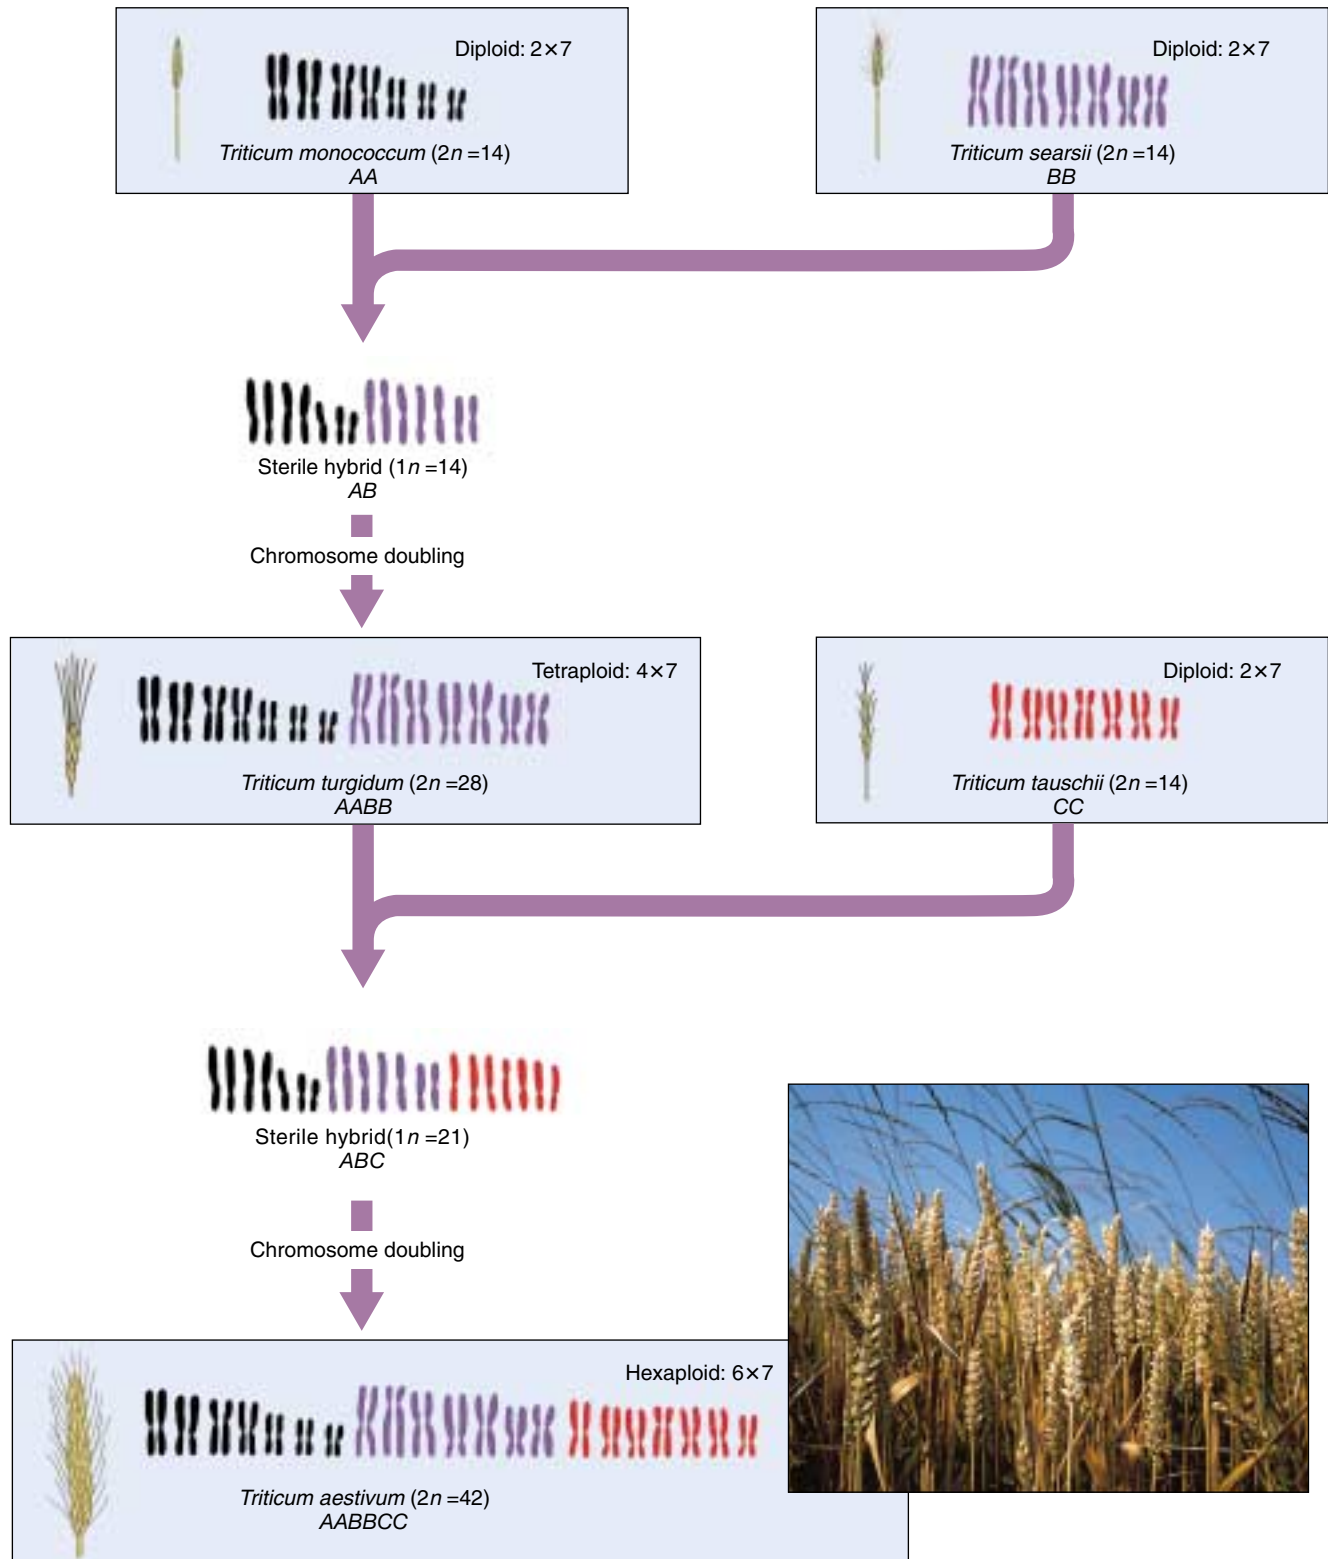 Diploid: 2×7
Triticum monococcum (2n =14)
AA
Diploid: 2×7
Triticum searsii (2n =14)
BB
Sterile hybrid (1n =14)
AB
Chromosome doubling
Tetraploid: 4×7
Triticum turgidum (2n =28)
AABB
Diploid: 2×7
Triticum tauschii (2n =14)
CC
Sterile hybrid(1n =21)
ABC
Chromosome doubling
Hexaploid: 6×7
Triticum aestivum (2n =42)
AABBCC